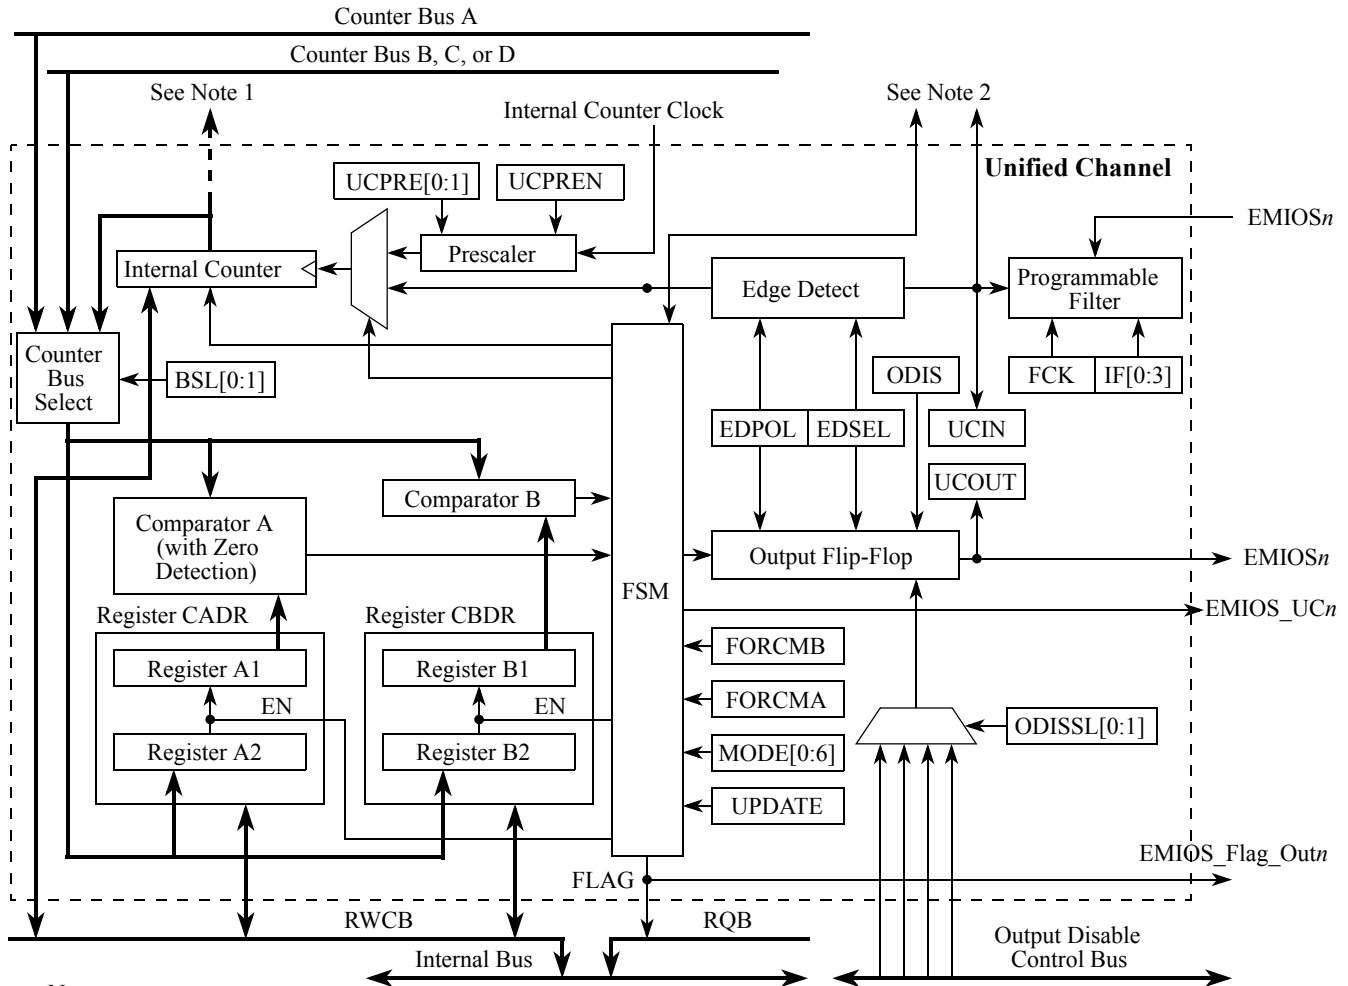 Counter Bus A
Counter Bus B, C, or D
See Note 1
See Note 2
Internal Counter Clock
Unified Channel
UCPRE[0:1]
UCPREN
EMIOSn
Prescaler
Internal Counter
Edge Detect
Programmable
Filter
Counter
Bus
Select
BSL[0:1]
ODIS
FCK
IF[0:3]
EDPOL
EDSEL
UCIN
UCOUT
Comparator B
Comparator A
(with Zero
Detection)
Output Flip-Flop
EMIOSn
FSM
EMIOS_UCn
Register CADR
Register CBDR
FORCMB
Register A1
Register B1
EN
EN
FORCMA
ODISSL[0:1]
Register A2
Register B2
MODE[0:6]
UPDATE
EMIOS_Flag_Outn
FLAG
RWCB
RQB
Output Disable
Control Bus
Internal Bus